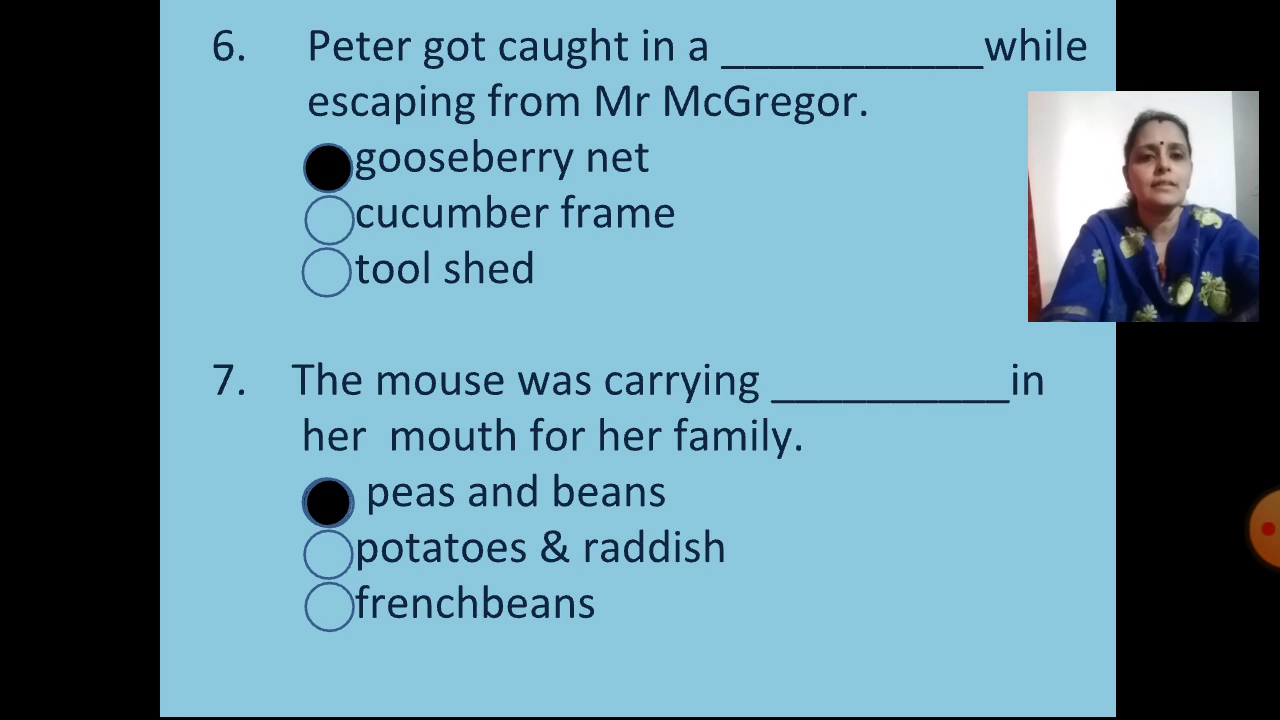 6. Peter got caught in a ___________while
escaping from Mr McGregor.
gooseberry net
cucumber frame
tool shed
7. The mouse was carrying __________in
her mouth for her family.
peas and beans
potatoes & raddish
frenchbeans